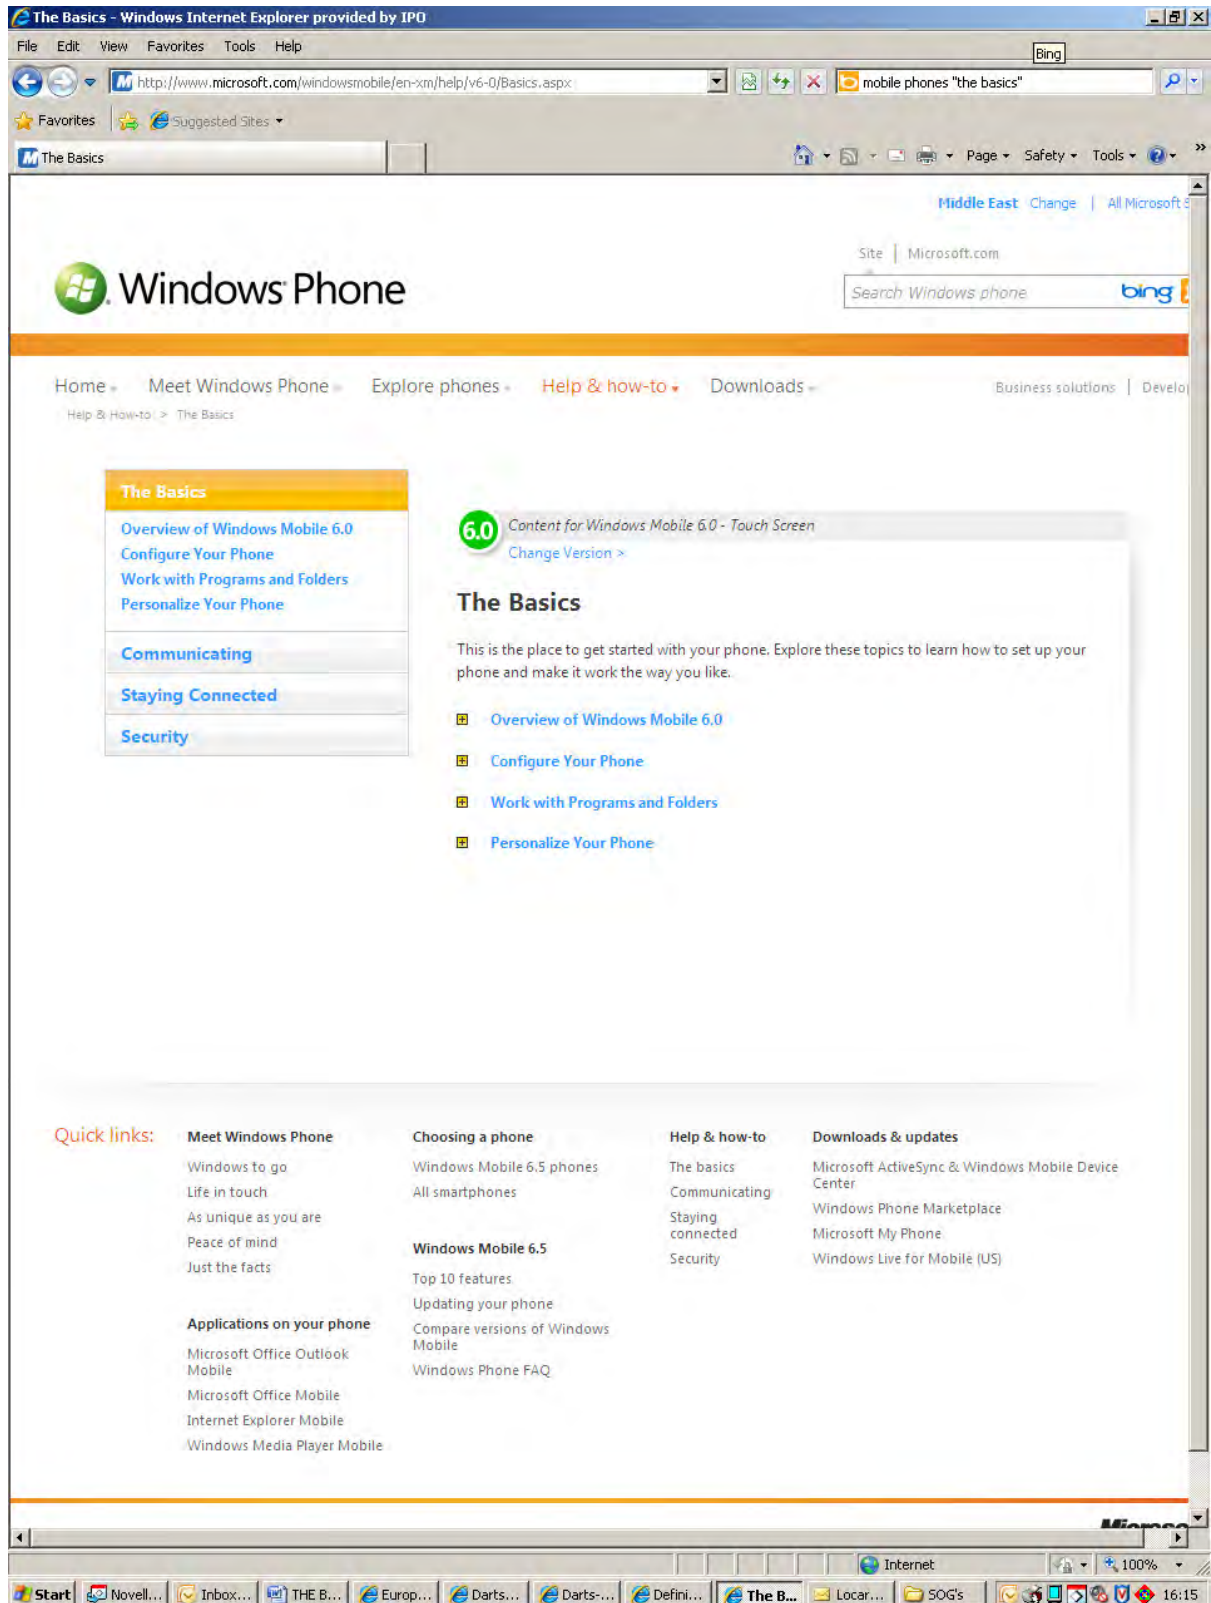 The Basics - Windows Internet Explorer provided by IPO
File Edit View Favorites Tools Help
Bing
http://www.microsoft.com/windowsmobile/en-xm/help/v6-0/Basics.aspx
mobile phones "the basics"
Favorites Suggested Sites
The Basics
Page Safety Tools
Middle East Change | All Microsoft
Site | Microsoft.com
Windows Phone
Search Windows phone bing
Home Meet Windows Phone Explore phones Help & how-to Downloads Business solutions | Develo
Help & How-to > The Basics
The Basics
Overview of Windows Mobile 6.0
Configure Your Phone
Work with Programs and Folders
Personalize Your Phone
Communicating
Staying Connected
Security
6.0 Content for Windows Mobile 6.0 - Touch Screen
Change Version >
The Basics
This is the place to get started with your phone. Explore these topics to learn how to set up your
phone and make it work the way you like.
Overview of Windows Mobile 6.0
Configure Your Phone
Work with Programs and Folders
Personalize Your Phone
Quick links:
Meet Windows Phone
Windows to go
Life in touch
As unique as you are
Peace of mind
Just the facts
Applications on your phone
Microsoft Office Outlook
Mobile
Microsoft Office Mobile
Internet Explorer Mobile
Windows Media Player Mobile
Choosing a phone
Windows Mobile 6.5 phones
All smartphones
Windows Mobile 6.5
Top 10 features
Updating your phone
Compare versions of Windows
Mobile
Windows Phone FAQ
Help & how-to
The basics
Communicating
Staying
connected
Security
Downloads & updates
Microsoft ActiveSync & Windows Mobile Device
Center
Windows Phone Marketplace
Microsoft My Phone
Windows Live for Mobile (US)
Internet 100%
Start Novell... Inbox... THE B... Europ... Darts... Darts-... Defini... The B... Locar... SOG's 16:15